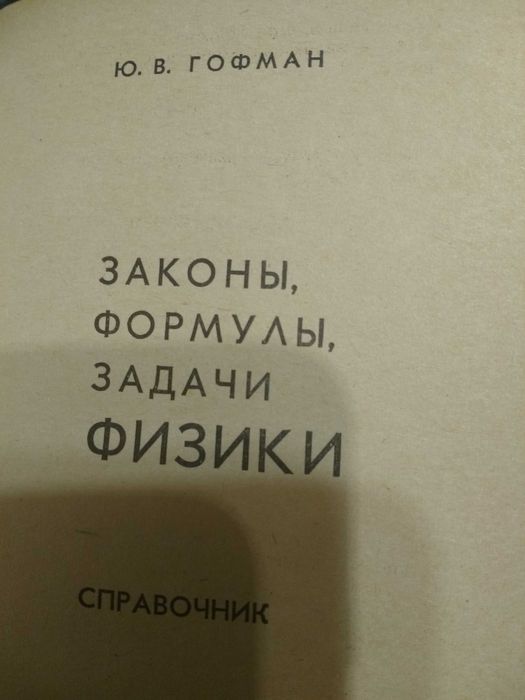 Ю. В. ГОФМАН
ЗАКОНЫ,
ФОРМУЛЫ,
ЗАДАЧИ
ФИЗИКИ
СПРАВОЧНИК